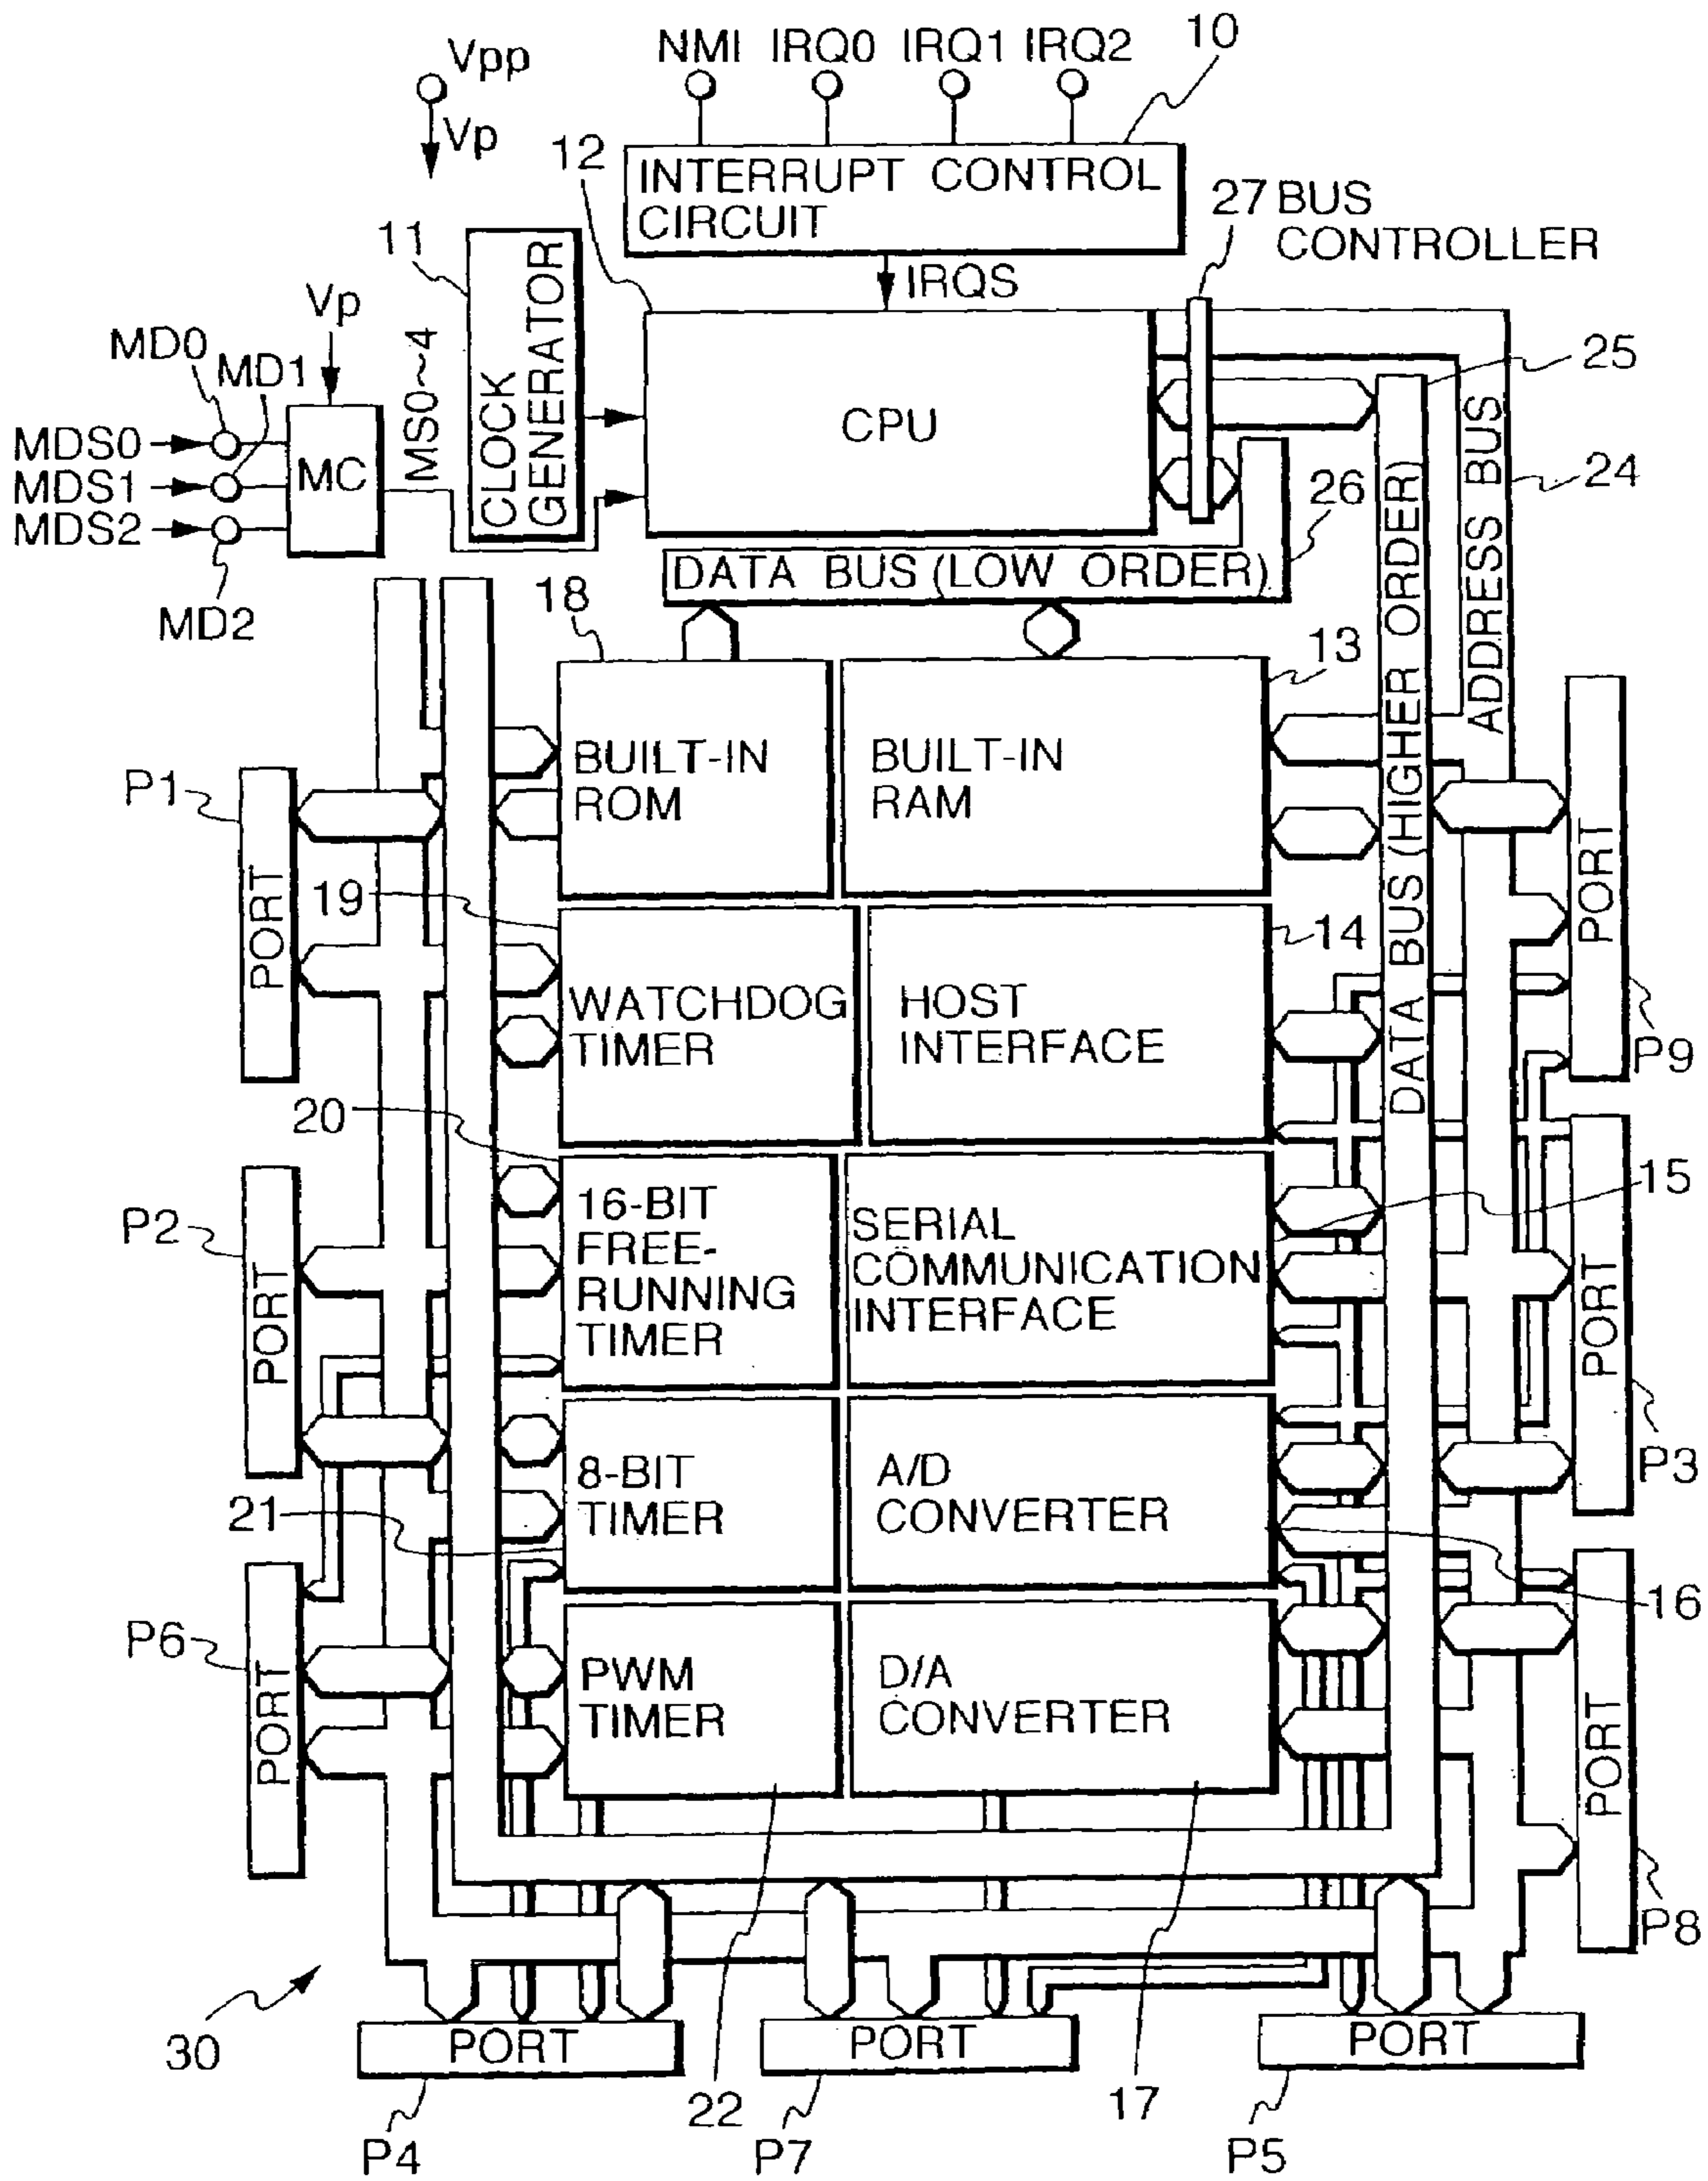 Vpp
Vp
NMI IRQ0 IRQ1 IRQ2
10
12
INTERRUPT CONTROL
CIRCUIT
27 BUS
CONTROLLER
11
IRQS
Vp
CLOCK
GENERATOR
MS0~4
MD0
MD1
MDS0
MDS1
MDS2
MD2
MC
CPU
25
24
26
ADDRESS BUS
DATA BUS (HIGHER ORDER)
DATA BUS (LOW ORDER)
18
13
BUILT-IN
ROM
BUILT-IN
RAM
P1
PORT
PORT
P9
19
14
WATCHDOG
TIMER
HOST
INTERFACE
20
15
16-BIT
FREE-
RUNNING
TIMER
SERIAL
COMMUNICATION
INTERFACE
P2
PORT
PORT
P3
21
8-BIT
TIMER
A/D
CONVERTER
16
P6
PORT
PORT
P8
PWM
TIMER
D/A
CONVERTER
30
PORT
PORT
PORT
22
17
P4
P7
P5